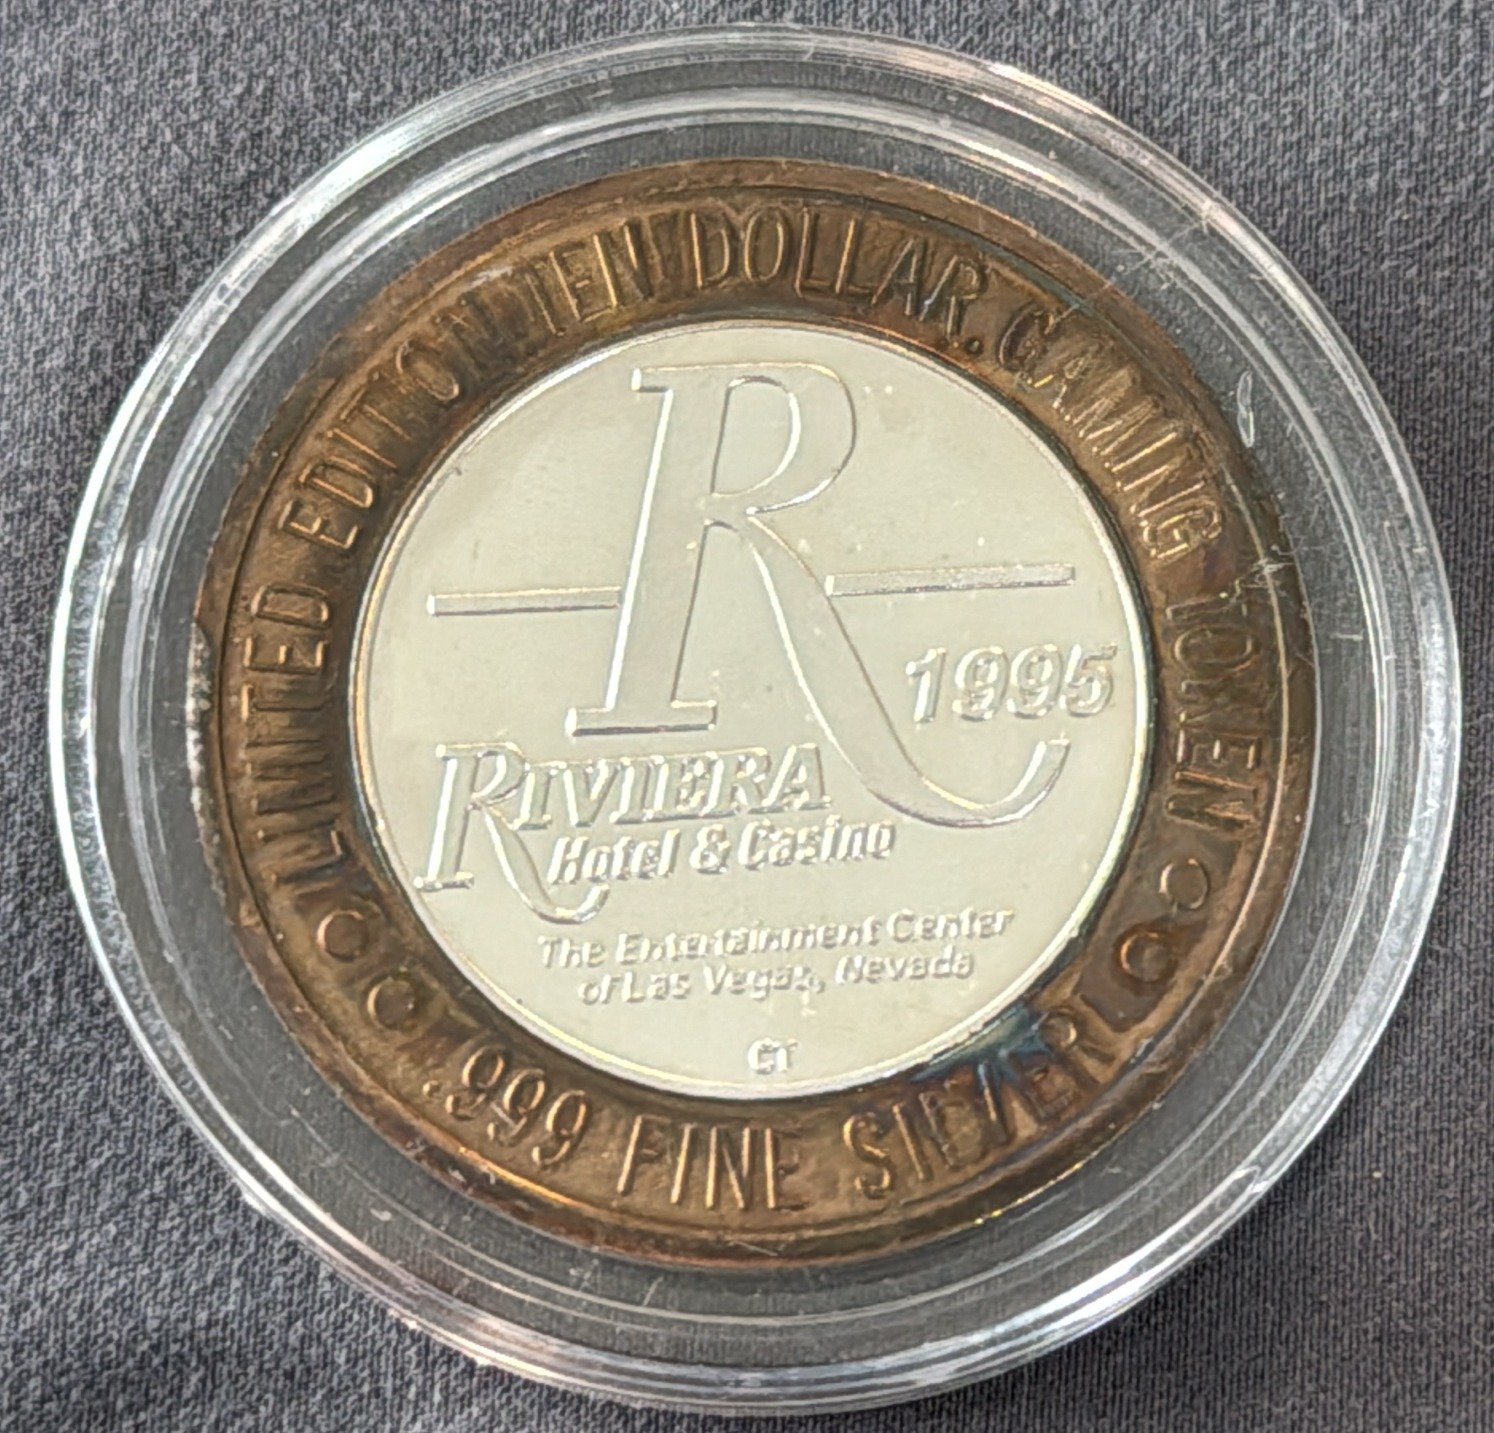 LIMITED EDITION.TEN DOLLAR.GAMING TOKEN
R
1995
RIVIERA
Hotel & Casino
The Entertainment Center
of Las Vegas, Nevada
CT
.999 FINE SILVER